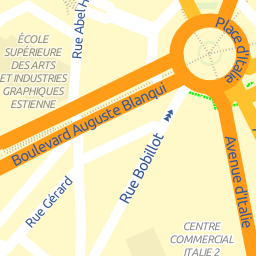 ÉCOLE
SUPÉRIEURE
DES ARTS
ET INDUSTRIES
GRAPHIQUES
ESTIENNE
Rue Abel H
Place d'Italie
Boulevard Auguste Blanqui
Rue Bobillot
Rue Gérard
Avenue d'Italie
CENTRE
COMMERCIAL
ITALIE 2